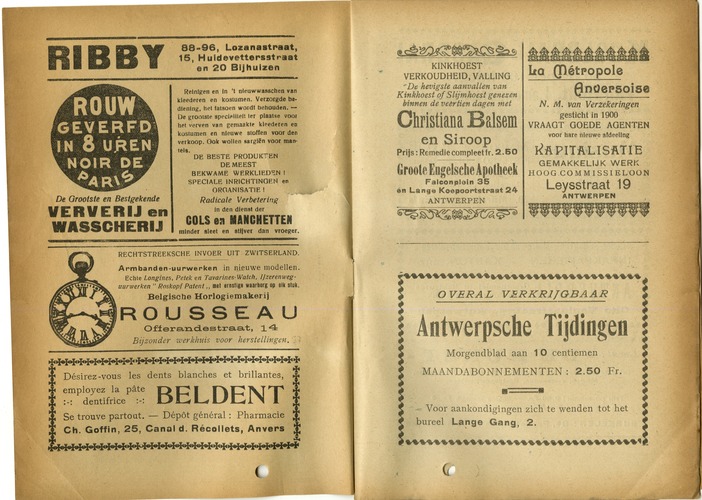 RIBBY
88-96, Lozanastraat,
15, Huidevettersstraat
en 20 Bijhuizen
ROUW
GEVERFD
IN 8 UREN
NOIR DE
PARIS
De Grootste en Bestgekende
VERVERIJ en
WASSCHERIJ
Reinigen en in 't nieuwwasschen van
kleederen en kostumen. Verzorgde be-
diening, het fatsoen wordt behouden. —
De grootste specialiteit ter plaatse voor
het verven van gemaakte kleederen en
kostumen en nieuwe stoffen voor den
verkoop. Ook wollen sargiën voor man-
tels.
DE BESTE PRODUKTEN
DE MEEST
BEKWAME WERKLIEDEN !
SPECIALE INRICHTINGEN en
ORGANISATIE !
Radicale Verbetering
in den dienst der
COLS en MANCHETTEN
minder steef en stijver dan vroeger.
RECHTSTREEKSCHE INVOER UIT ZWITSERLAND.
Armbanden-uurwerken in nieuwe modellen.
Echte Longines, Petek en Tavarines-Watch, IJzerenweg-
uurwerken "Roskopf Patent", met ernstige waarborg op elk stuk.
Belgische Horlogiemakerij
ROUSSEAU
Offerandestraat, 14
Bijzonder werkhuis voor herstellingen.
Désirez-vous les dents blanches et brillantes,
employez la pâte
:-: dentifrice :-: BELDENT
Se trouve partout. — Dépôt général : Pharmacie
Ch. Goffin, 25, Canal d. Récollets, Anvers
KINKHOEST
VERKOUDHEID, VALLING
De hevigste aanvallen van
Kinkhoest of Slijmhoest genezen
binnen de veertien dagen met
Christiana Balsem
en Siroop
Prijs : Remedie compleet fr. 2.50
Groote Engelsche Apotheek
Falconplein 35
en Lange Koepoortstraat 24
ANTWERPEN
La Métropole
Anversoise
N. M. van Verzekeringen
gesticht in 1900
VRAAGT GOEDE AGENTEN
voor hare nieuwe afdeeling
KAPITALISATIE
GEMAKKELIJK WERK
HOOG COMMISSIELOON
Leysstraat 19
ANTWERPEN
OVERAL VERKRIJGBAAR
Antwerpsche Tijdingen
Morgendblad aan 10 centiemen
MAANDABONNEMENTEN : 2.50 Fr.
— Voor aankondigingen zich te wenden tot het
bureel Lange Gang, 2.